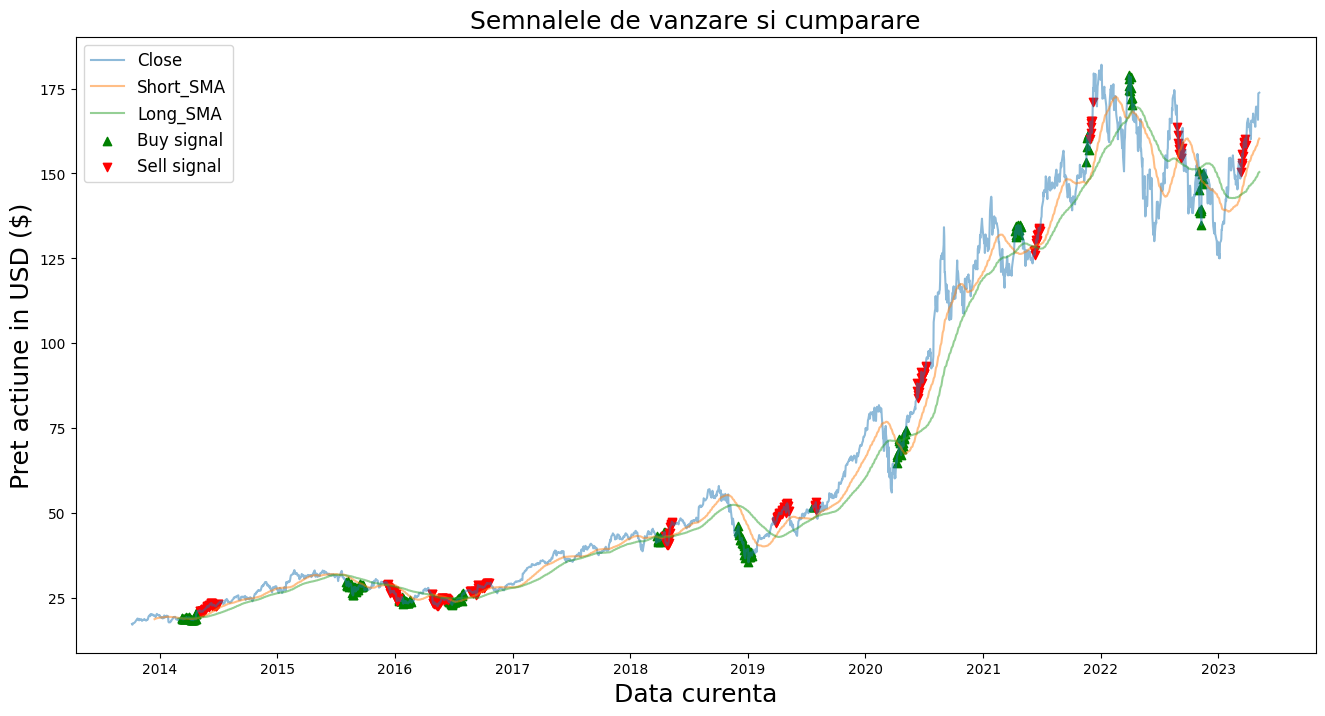 Semnalele de vanzare si cumparare
Close
Short_SMA
Long_SMA
Buy signal
Sell signal
Pret actiune in USD ($)
175
150
125
100
75
50
25
2014 2015 2016 2017 2018 2019 2020 2021 2022 2023
Data curenta